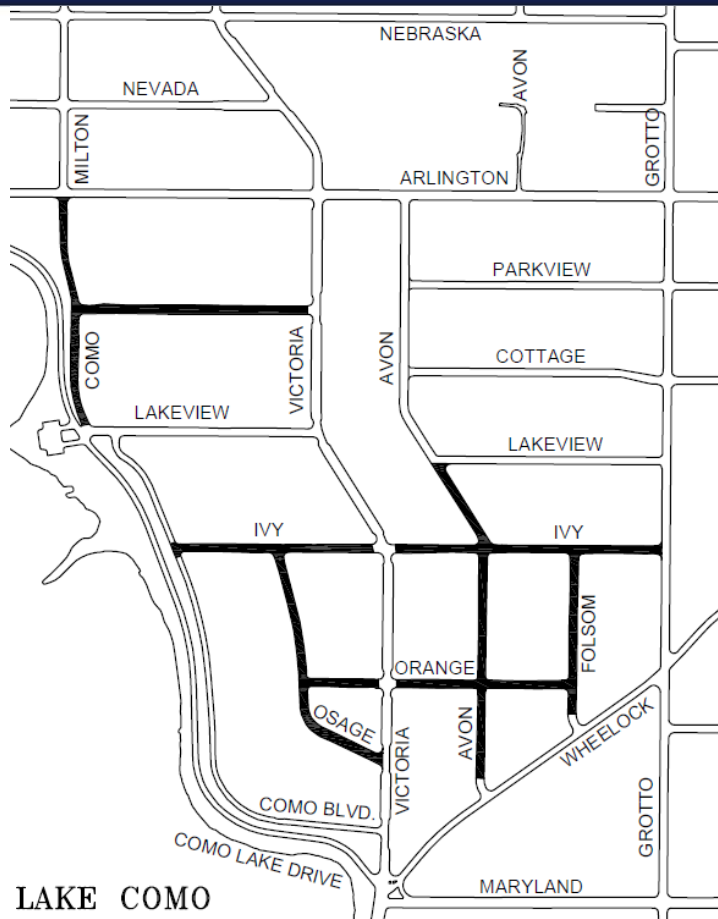 NEBRASKA
NEVADA
AVON
MILTON
GROTTO
ARLINGTON
PARKVIEW
COMO
VICTORIA
AVON
COTTAGE
LAKEVIEW
LAKEVIEW
IVY
IVY
FOLSOM
ORANGE
OSAGE
VICTORIA
AVON
WHEELOCK
COMO BLVD.
GROTTO
COMO LAKE DRIVE
MARYLAND
LAKE COMO